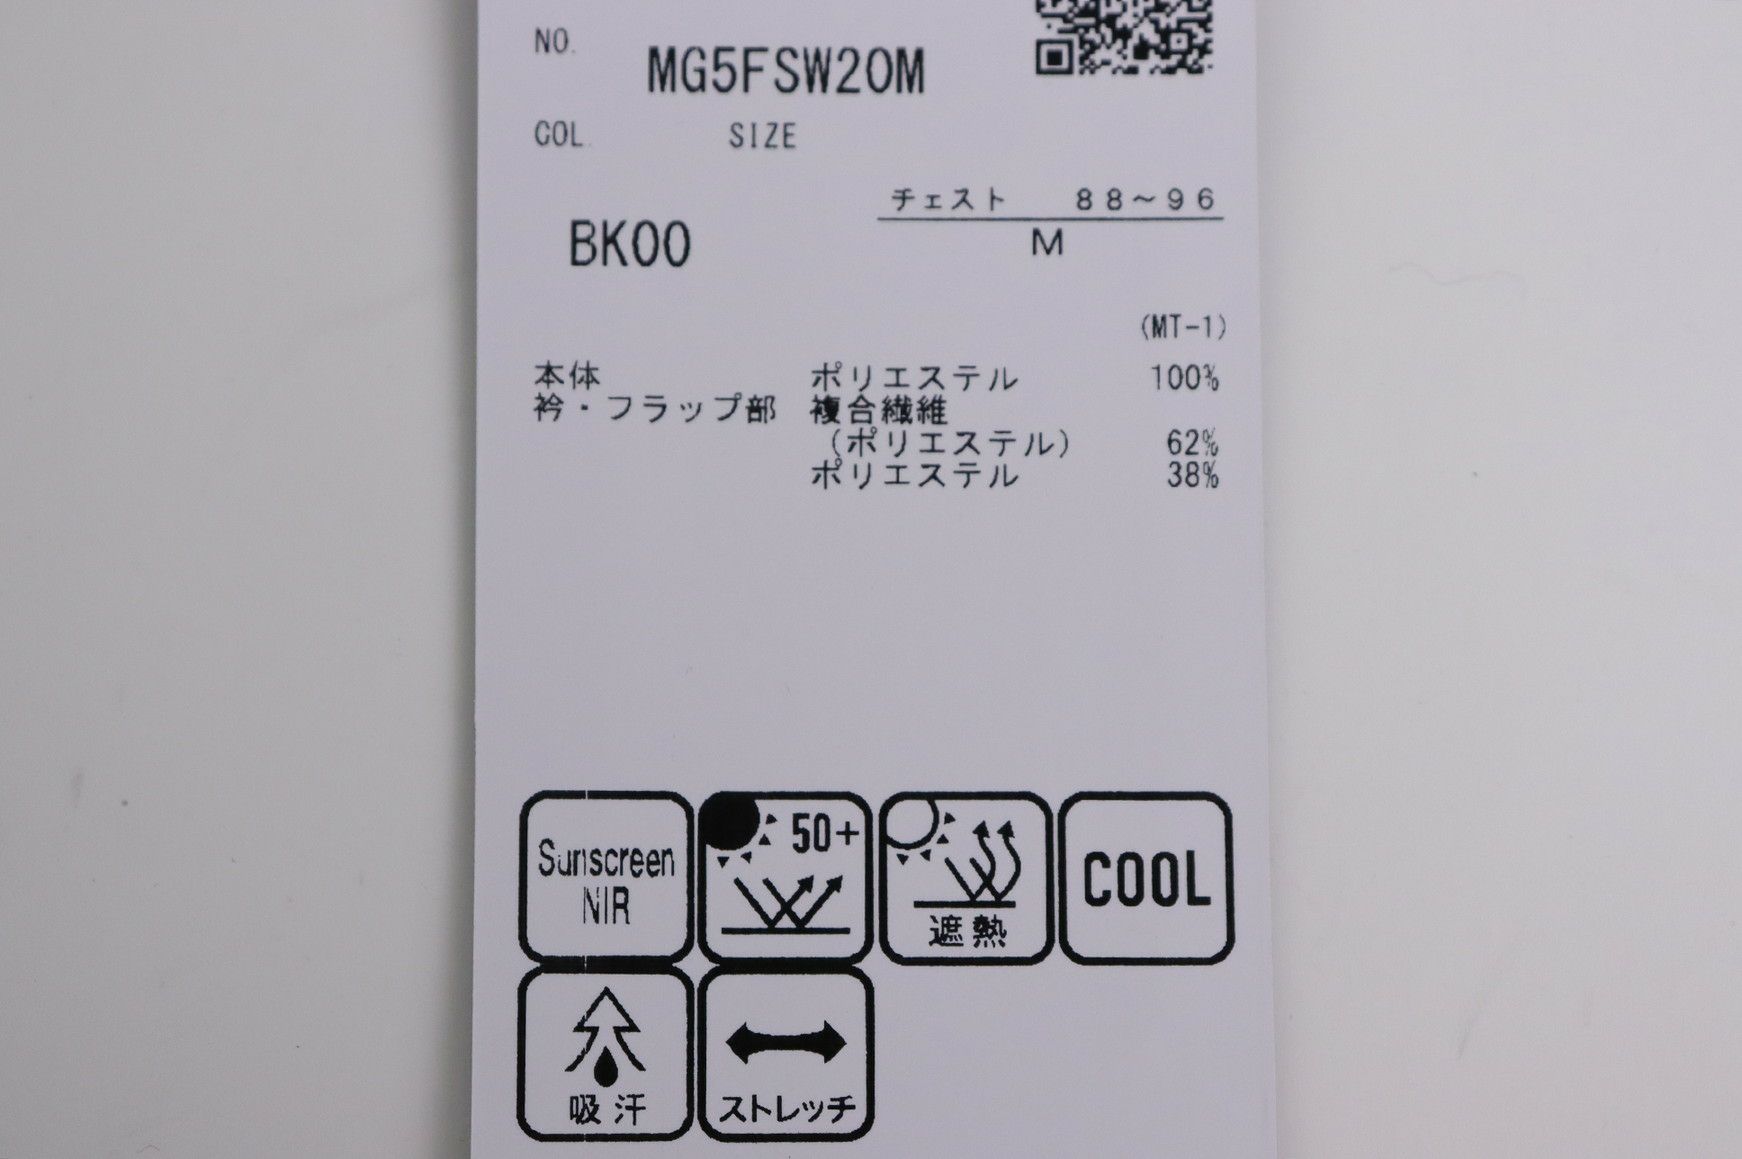 NO.
MG5FSW20M
COL. SIZE
チェスト 88~96
BK00 M
(MT-1)
本体 ポリエステル 100%
衿・フラップ部 複合繊維
(ポリエステル) 62%
ポリエステル 38%
Sunscreen NIR
50+
遮熱
COOL
吸汗
ストレッチ